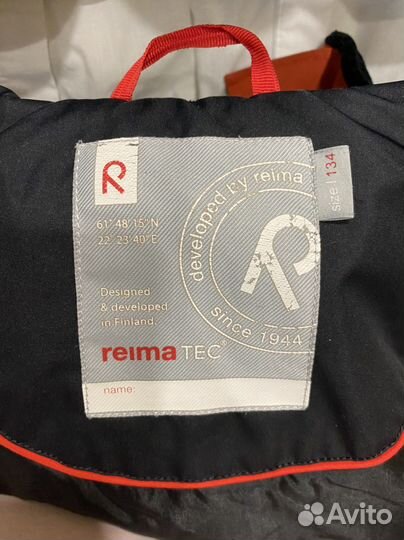 R
61° 48' 15"N
22° 23' 40"E
Designed
& developed
in Finland.
reima TEC®
name:
developed by reima
since 1944
R
size | 134
Avito